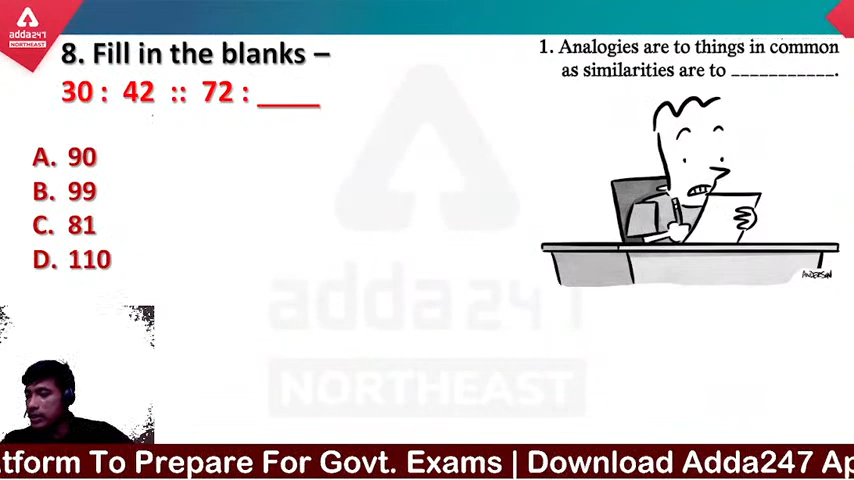 adda247
NORTHEAST
8. Fill in the blanks –
30 : 42 :: 72 : ____
A. 90
B. 99
C. 81
D. 110
1. Analogies are to things in common
as similarities are to ___________.
ANDERSON
adda247
NORTHEAST
tform To Prepare For Govt. Exams | Download Adda247 Ap